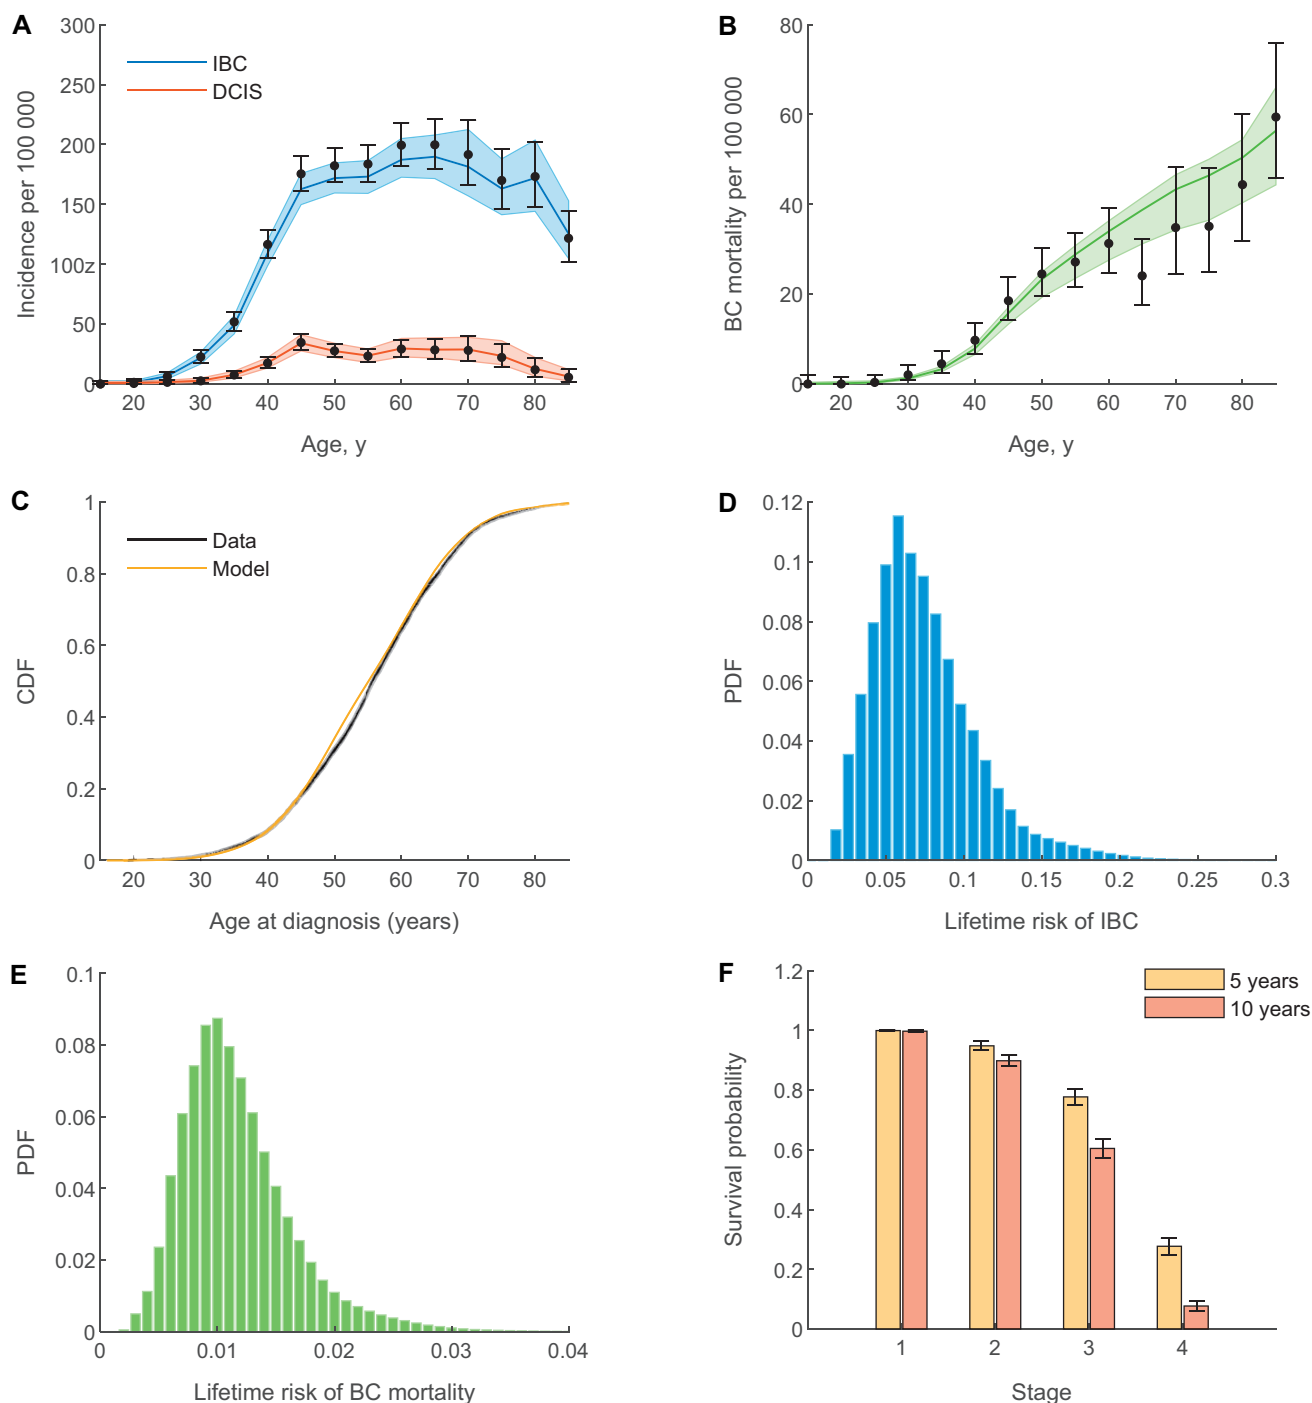 A
300
250
200
150
100z
50
0
Incidence per 100 000
IBC
DCIS
20 30 40 50 60 70 80
Age, y
B
60
40
20
0
80
BC mortality per 100 000
20 30 40 50 60 70 80
Age, y
C
1
0.8
0.6
0.4
0.2
0
CDF
Data
Model
20 30 40 50 60 70 80
Age at diagnosis (years)
D
0.12
0.1
0.08
0.06
0.04
0.02
0
PDF
0 0.05 0.1 0.15 0.2 0.25 0.3
Lifetime risk of IBC
E
0.1
0.08
0.06
0.04
0.02
0
PDF
0 0.01 0.02 0.03 0.04
Lifetime risk of BC mortality
F
1.2
1
0.8
0.6
0.4
0.2
0
Survival probability
5 years
10 years
1 2 3 4
Stage